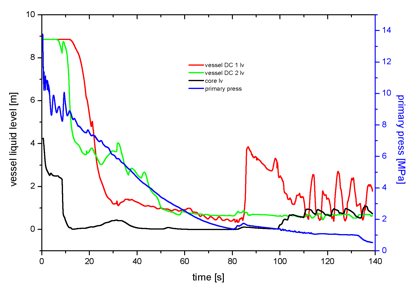 10
8
6
4
2
0
vessel liquid level [m]
vessel DC 1 lv
vessel DC 2 lv
core lv
primary press
14
12
10
8
6
4
2
0
primary press [MPa]
0 20 40 60 80 100 120 140
time [s]